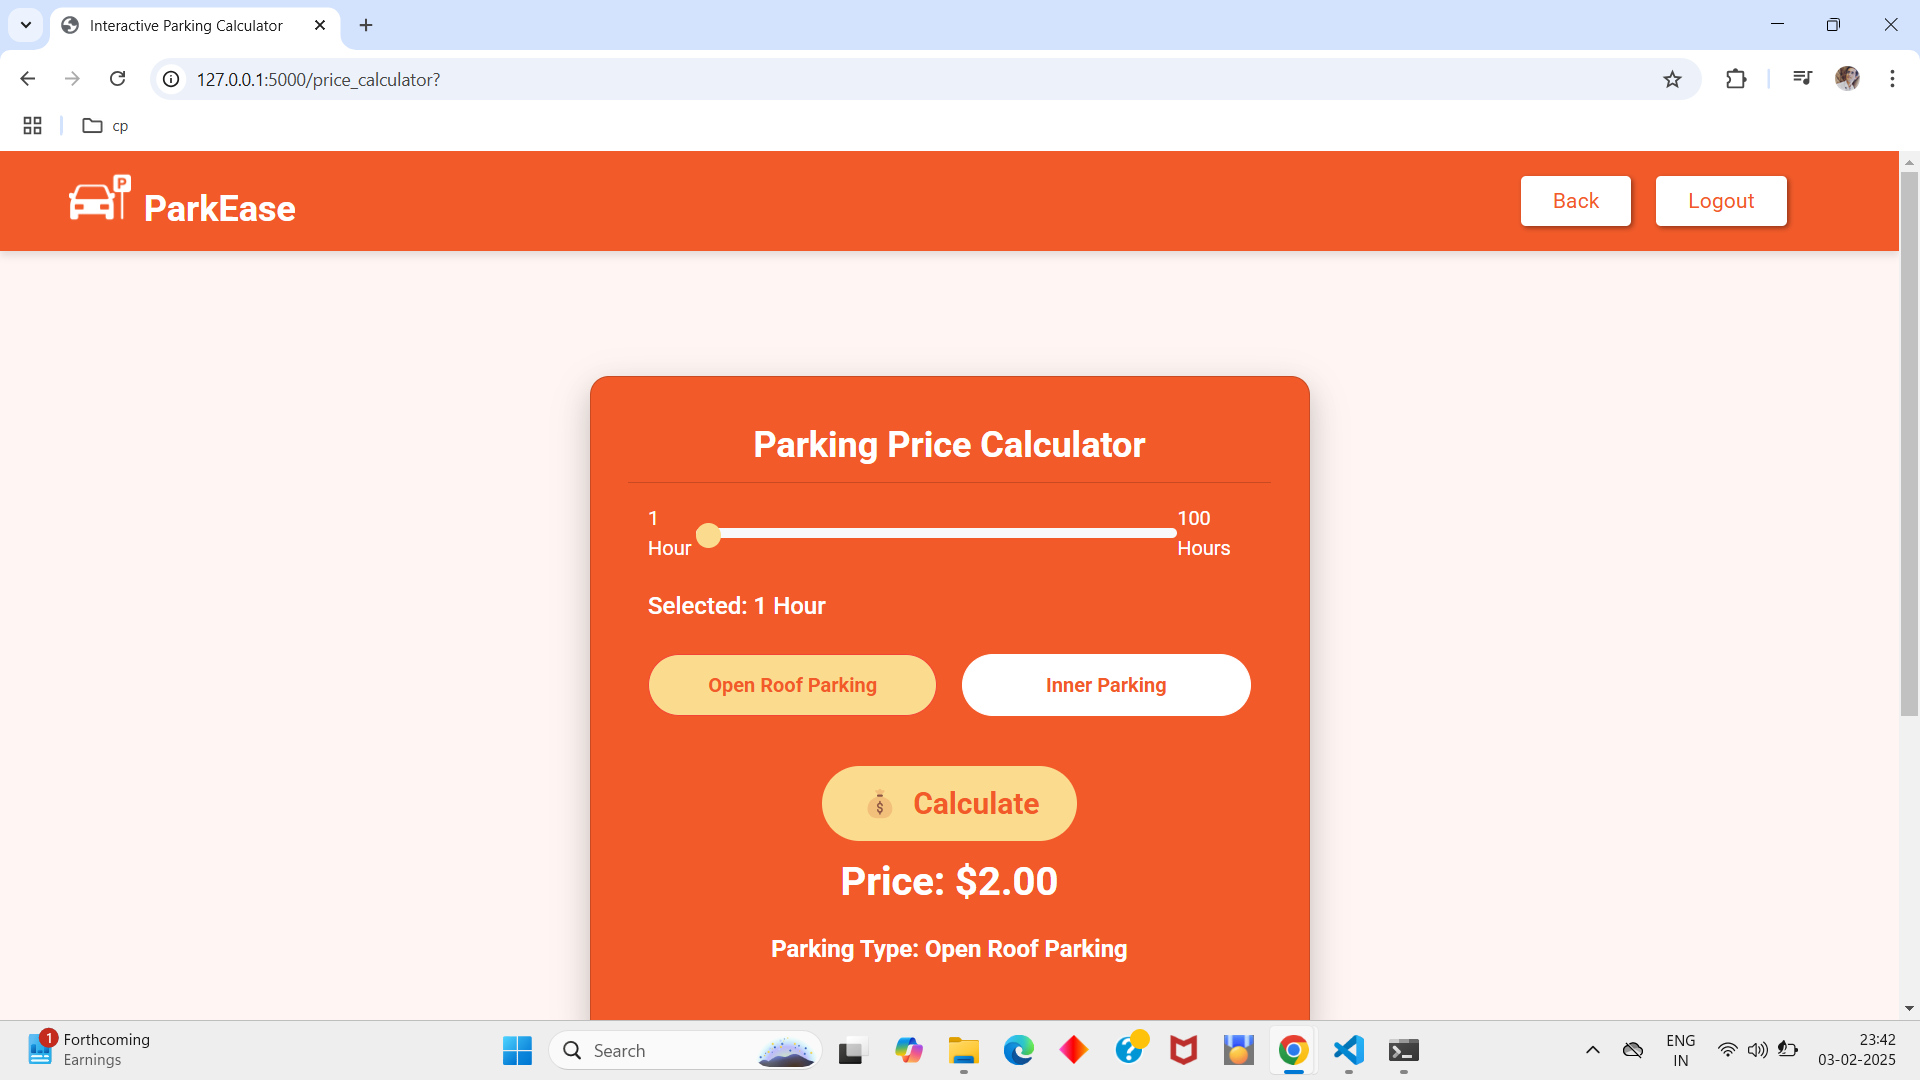 Interactive Parking Calculator
127.0.0.1:5000/price_calculator?
cp
P
ParkEase
Back
Logout
Parking Price Calculator
1
Hour
100
Hours
Selected: 1 Hour
Open Roof Parking
Inner Parking
$ Calculate
Price: $2.00
Parking Type: Open Roof Parking
1
Forthcoming
Earnings
Search
ENG
IN
23:42
03-02-2025